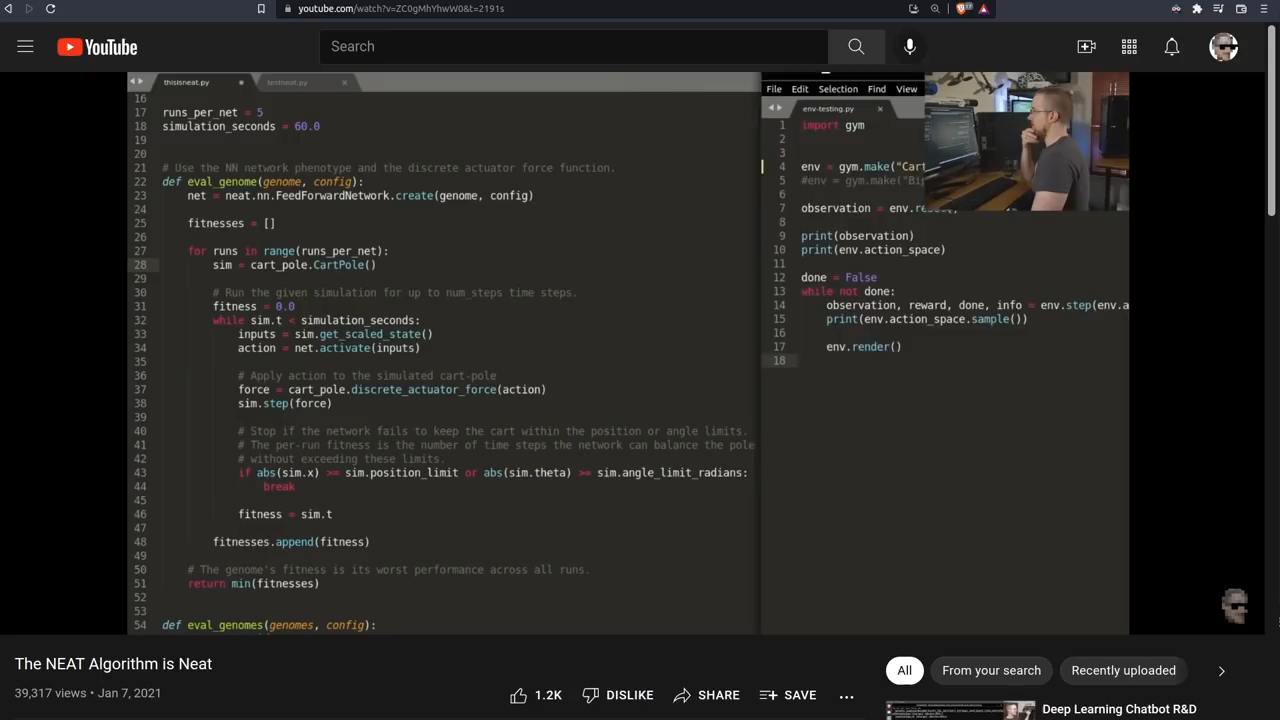 youtube.com/watch?v=ZC0gMhYhwW0&t=2191s
17
YouTube
Search
thisisneat.py
testneat.py
16
17 runs_per_net = 5
18 simulation_seconds = 60.0
19
20
21 # Use the NN network phenotype and the discrete actuator force function.
22 def eval_genome(genome, config):
23 net = neat.nn.FeedForwardNetwork.create(genome, config)
24
25 fitnesses = []
26
27 for runs in range(runs_per_net):
28 sim = cart_pole.CartPole()
29
30 # Run the given simulation for up to num_steps time steps.
31 fitness = 0.0
32 while sim.t < simulation_seconds:
33 inputs = sim.get_scaled_state()
34 action = net.activate(inputs)
35
36 # Apply action to the simulated cart-pole
37 force = cart_pole.discrete_actuator_force(action)
38 sim.step(force)
39
40 # Stop if the network fails to keep the cart within the position or angle limits.
41 # The per-run fitness is the number of time steps the network can balance the pole
42 # without exceeding these limits.
43 if abs(sim.x) >= sim.position_limit or abs(sim.theta) >= sim.angle_limit_radians:
44 break
45
46 fitness = sim.t
47
48 fitnesses.append(fitness)
49
50 # The genome's fitness is its worst performance across all runs.
51 return min(fitnesses)
52
53
54 def eval_genomes(genomes, config):
File Edit Selection Find View
env-testing.py
1 import gym
2
3
4 env = gym.make("Cart
5 #env = gym.make("Bi
6
7 observation = env.reset()
8
9 print(observation)
10 print(env.action_space)
11
12 done = False
13 while not done:
14 observation, reward, done, info = env.step(env.a
15 print(env.action_space.sample())
16
17 env.render()
18
The NEAT Algorithm is Neat
39,317 views • Jan 7, 2021
1.2K DISLIKE SHARE SAVE
All From your search Recently uploaded
Deep Learning Chatbot R&D